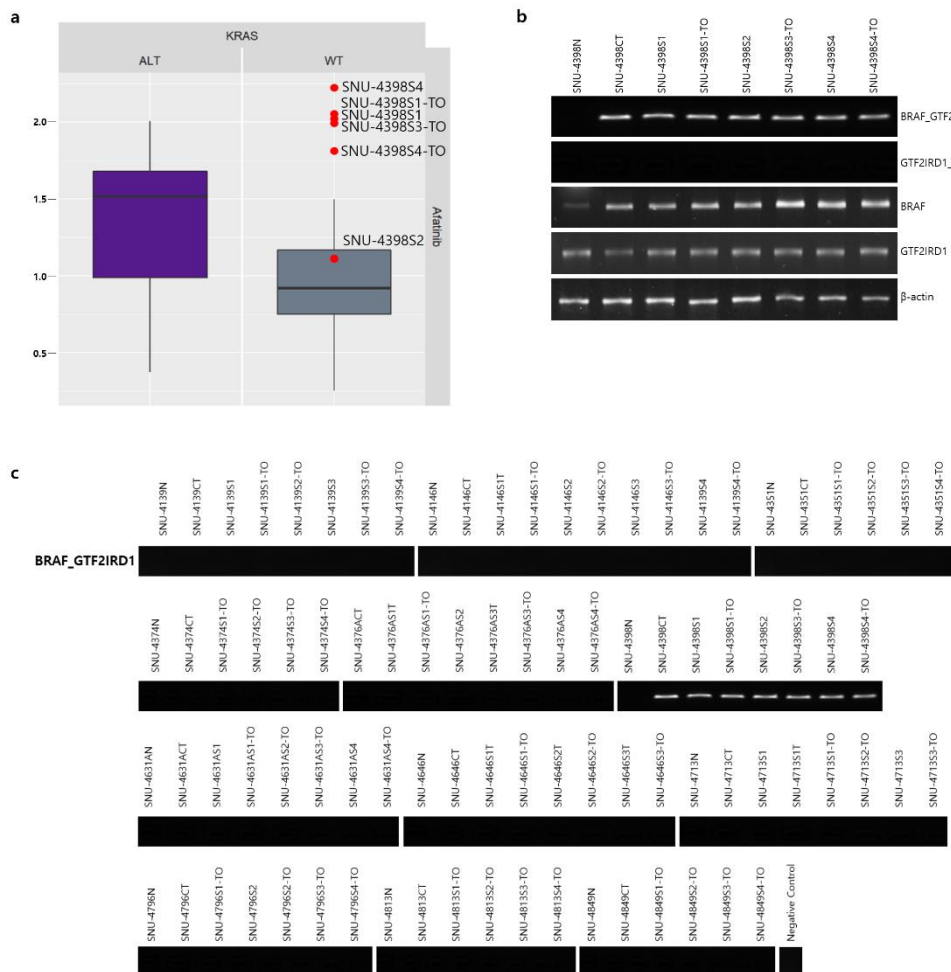 a
KRAS
ALT
WT
SNU-4398S4
SNU-4398S1-TO
SNU-4398S1
SNU-4398S3-TO
SNU-4398S4-TO
SNU-4398S2
2.0
1.5
1.0
0.5
Afatinib
b
SNU-4398N
SNU-4398CT
SNU-4398S1
SNU-4398S1-TO
SNU-4398S2
SNU-4398S3-TO
SNU-4398S4
SNU-4398S4-TO
BRAF_GTF2
GTF2IRD1_
BRAF
GTF2IRD1
β-actin
c
SNU-4139N
SNU-4139CT
SNU-4139S1
SNU-4139S1-TO
SNU-4139S2-TO
SNU-4139S3
SNU-4139S3-TO
SNU-4139S4-TO
SNU-4146N
SNU-4146CT
SNU-4146S1T
SNU-4146S1-TO
SNU-4146S2
SNU-4146S2-TO
SNU-4146S3
SNU-4146S3-TO
SNU-4139S4
SNU-4139S4-TO
SNU-4351N
SNU-4351CT
SNU-4351S1-TO
SNU-4351S2-TO
SNU-4351S3-TO
SNU-4351S4-TO
BRAF_GTF2IRD1
SNU-4374N
SNU-4374CT
SNU-4374S1-TO
SNU-4374S2-TO
SNU-4374S3-TO
SNU-4374S4-TO
SNU-4376ACT
SNU-4376AS1T
SNU-4376AS1-TO
SNU-4376AS2
SNU-4376AS3T
SNU-4376AS3-TO
SNU-4376AS4
SNU-4376AS4-TO
SNU-4398N
SNU-4398CT
SNU-4398S1
SNU-4398S1-TO
SNU-4398S2
SNU-4398S3-TO
SNU-4398S4
SNU-4398S4-TO
SNU-4631AN
SNU-4631ACT
SNU-4631AS1
SNU-4631AS1-TO
SNU-4631AS2-TO
SNU-4631AS3-TO
SNU-4631AS4
SNU-4631AS4-TO
SNU-4646N
SNU-4646CT
SNU-4646S1T
SNU-4646S1-TO
SNU-4646S2T
SNU-4646S2-TO
SNU-4646S3T
SNU-4646S3-TO
SNU-4713N
SNU-4713CT
SNU-4713S1
SNU-4713S1T
SNU-4713S1-TO
SNU-4713S2-TO
SNU-4713S3
SNU-4713S3-TO
SNU-4796N
SNU-4796CT
SNU-4796S1-TO
SNU-4796S2
SNU-4796S2-TO
SNU-4796S3-TO
SNU-4796S4-TO
SNU-4813N
SNU-4813CT
SNU-4813S1-TO
SNU-4813S2-TO
SNU-4813S3-TO
SNU-4813S4-TO
SNU-4849N
SNU-4849CT
SNU-4849S1-TO
SNU-4849S2-TO
SNU-4849S3-TO
SNU-4849S4-TO
Negative Control